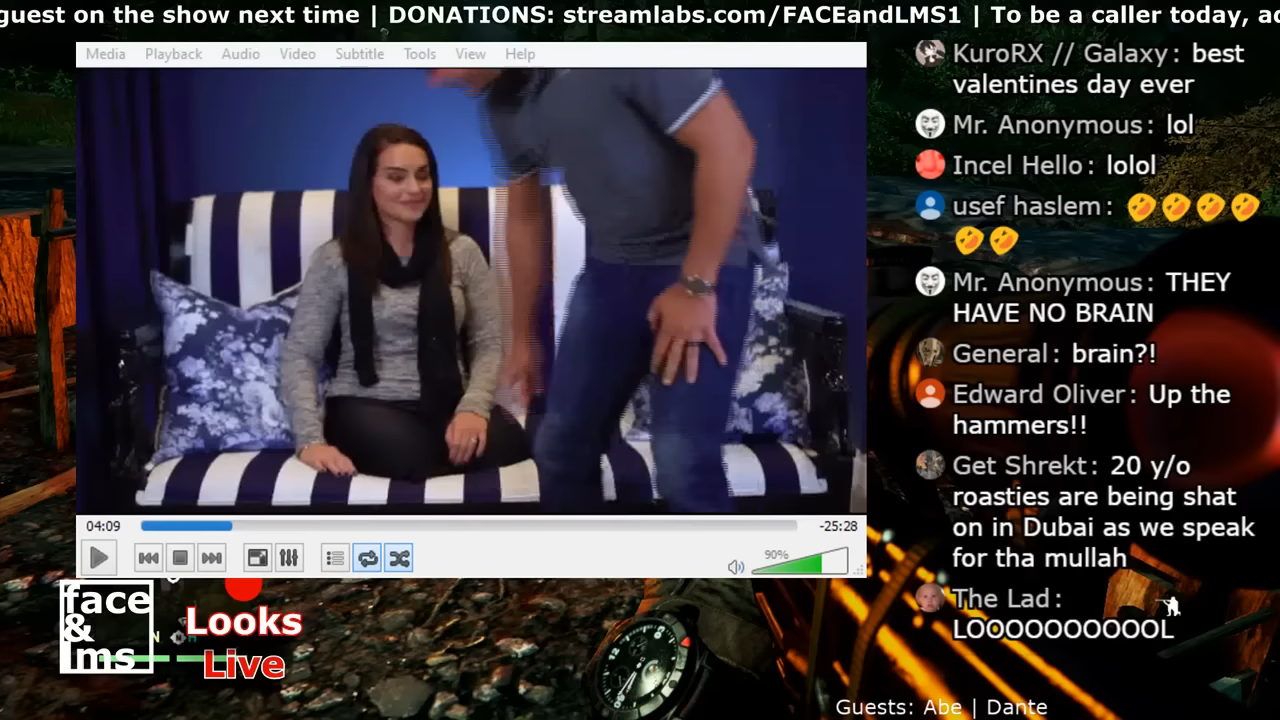 guest on the show next time | DONATIONS: streamlabs.com/FACEandLMS1 | To be a caller today,
Media Playback Audio Video Subtitle Tools View Help
04:09
-25:28
90%
face
&
lms
Looks
Live
N
KuroRX // Galaxy: best
valentines day ever
Mr. Anonymous: lol
Incel Hello: lolol
usef haslem: 🤣🤣🤣🤣
🤣🤣
Mr. Anonymous: THEY
HAVE NO BRAIN
General: brain?!
Edward Oliver: Up the
hammers!!
Get Shrekt: 20 y/o
roasties are being shat
on in Dubai as we speak
for tha mullah
The Lad:
LOOOOOOOOOOL
Guests: Abe | Dante